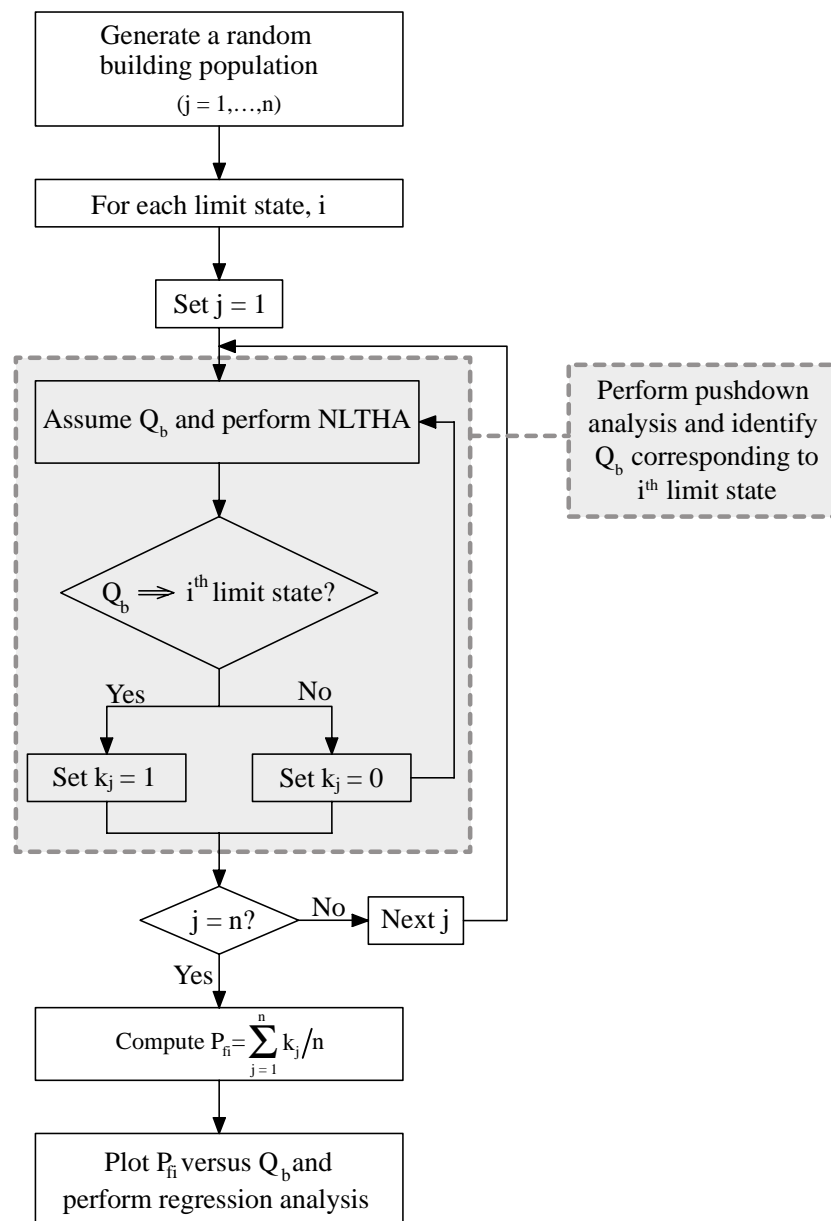 Generate a random
building population
(j = 1,...,n)
For each limit state, i
Set j = 1
Assume Q_b and perform NLTHA
Perform pushdown
analysis and identify
Q_b corresponding to
i^th limit state
Q_b ⟹ i^th limit state?
Yes
No
Set k_j = 1
Set k_j = 0
j = n?
No
Next j
Yes
Compute P_fi = ∑_{j = 1}^{n} k_j/n
Plot P_fi versus Q_b and
perform regression analysis